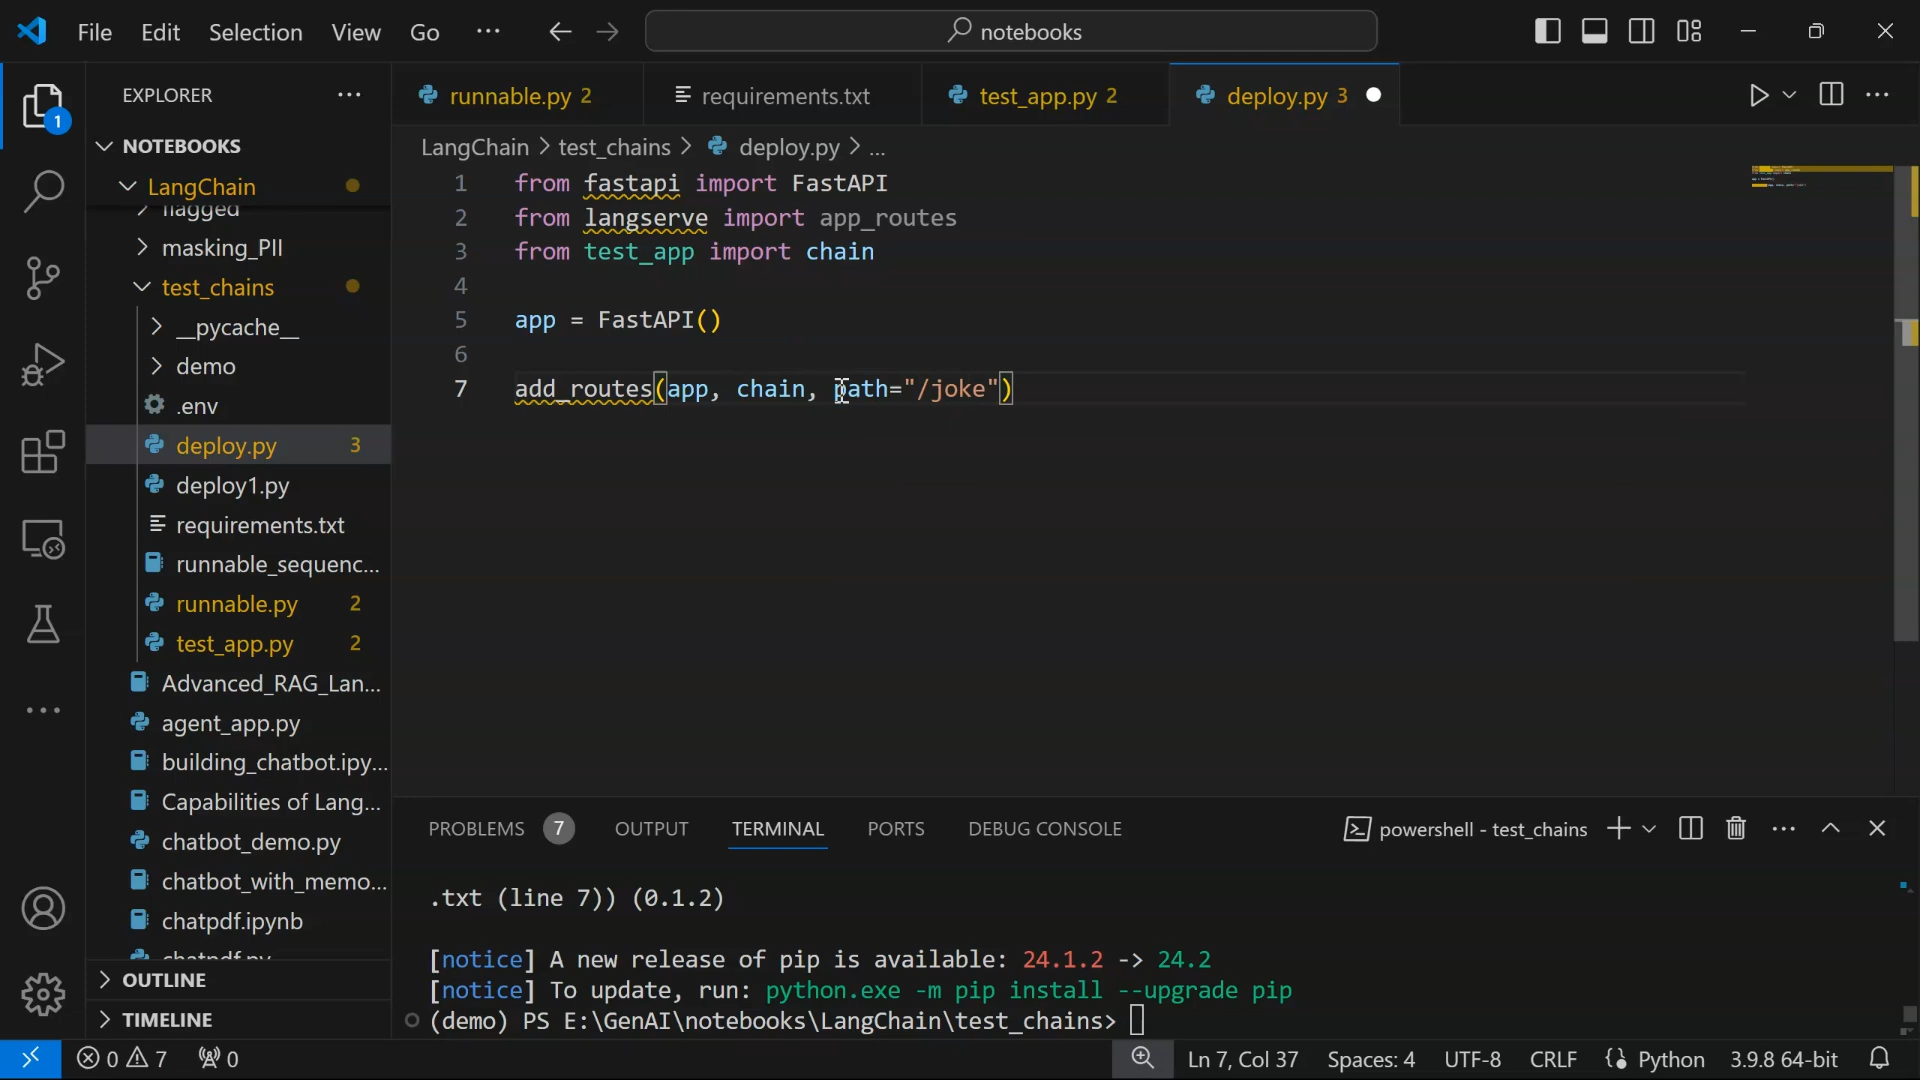 File Edit Selection View Go ··· notebooks
EXPLORER ···
NOTEBOOKS
LangChain
flagged
masking_PII
test_chains
__pycache__
demo
.env
deploy.py 3
deploy1.py
requirements.txt
runnable_sequenc...
runnable.py 2
test_app.py 2
Advanced_RAG_Lan...
agent_app.py
building_chatbot.ipy...
Capabilities of Lang...
chatbot_demo.py
chatbot_with_memo...
chatpdf.ipynb
chatpdf.py
OUTLINE
TIMELINE
1
runnable.py 2 requirements.txt test_app.py 2 deploy.py 3
LangChain > test_chains > deploy.py > ...
1 from fastapi import FastAPI
2 from langserve import app_routes
3 from test_app import chain
4
5 app = FastAPI()
6
7 add_routes(app, chain, path="/joke")
PROBLEMS 7 OUTPUT TERMINAL PORTS DEBUG CONSOLE powershell - test_chains
.txt (line 7)) (0.1.2)
[notice] A new release of pip is available: 24.1.2 -> 24.2
[notice] To update, run: python.exe -m pip install --upgrade pip
(demo) PS E:\GenAI\notebooks\LangChain\test_chains>
0 7 0 Ln 7, Col 37 Spaces: 4 UTF-8 CRLF Python 3.9.8 64-bit